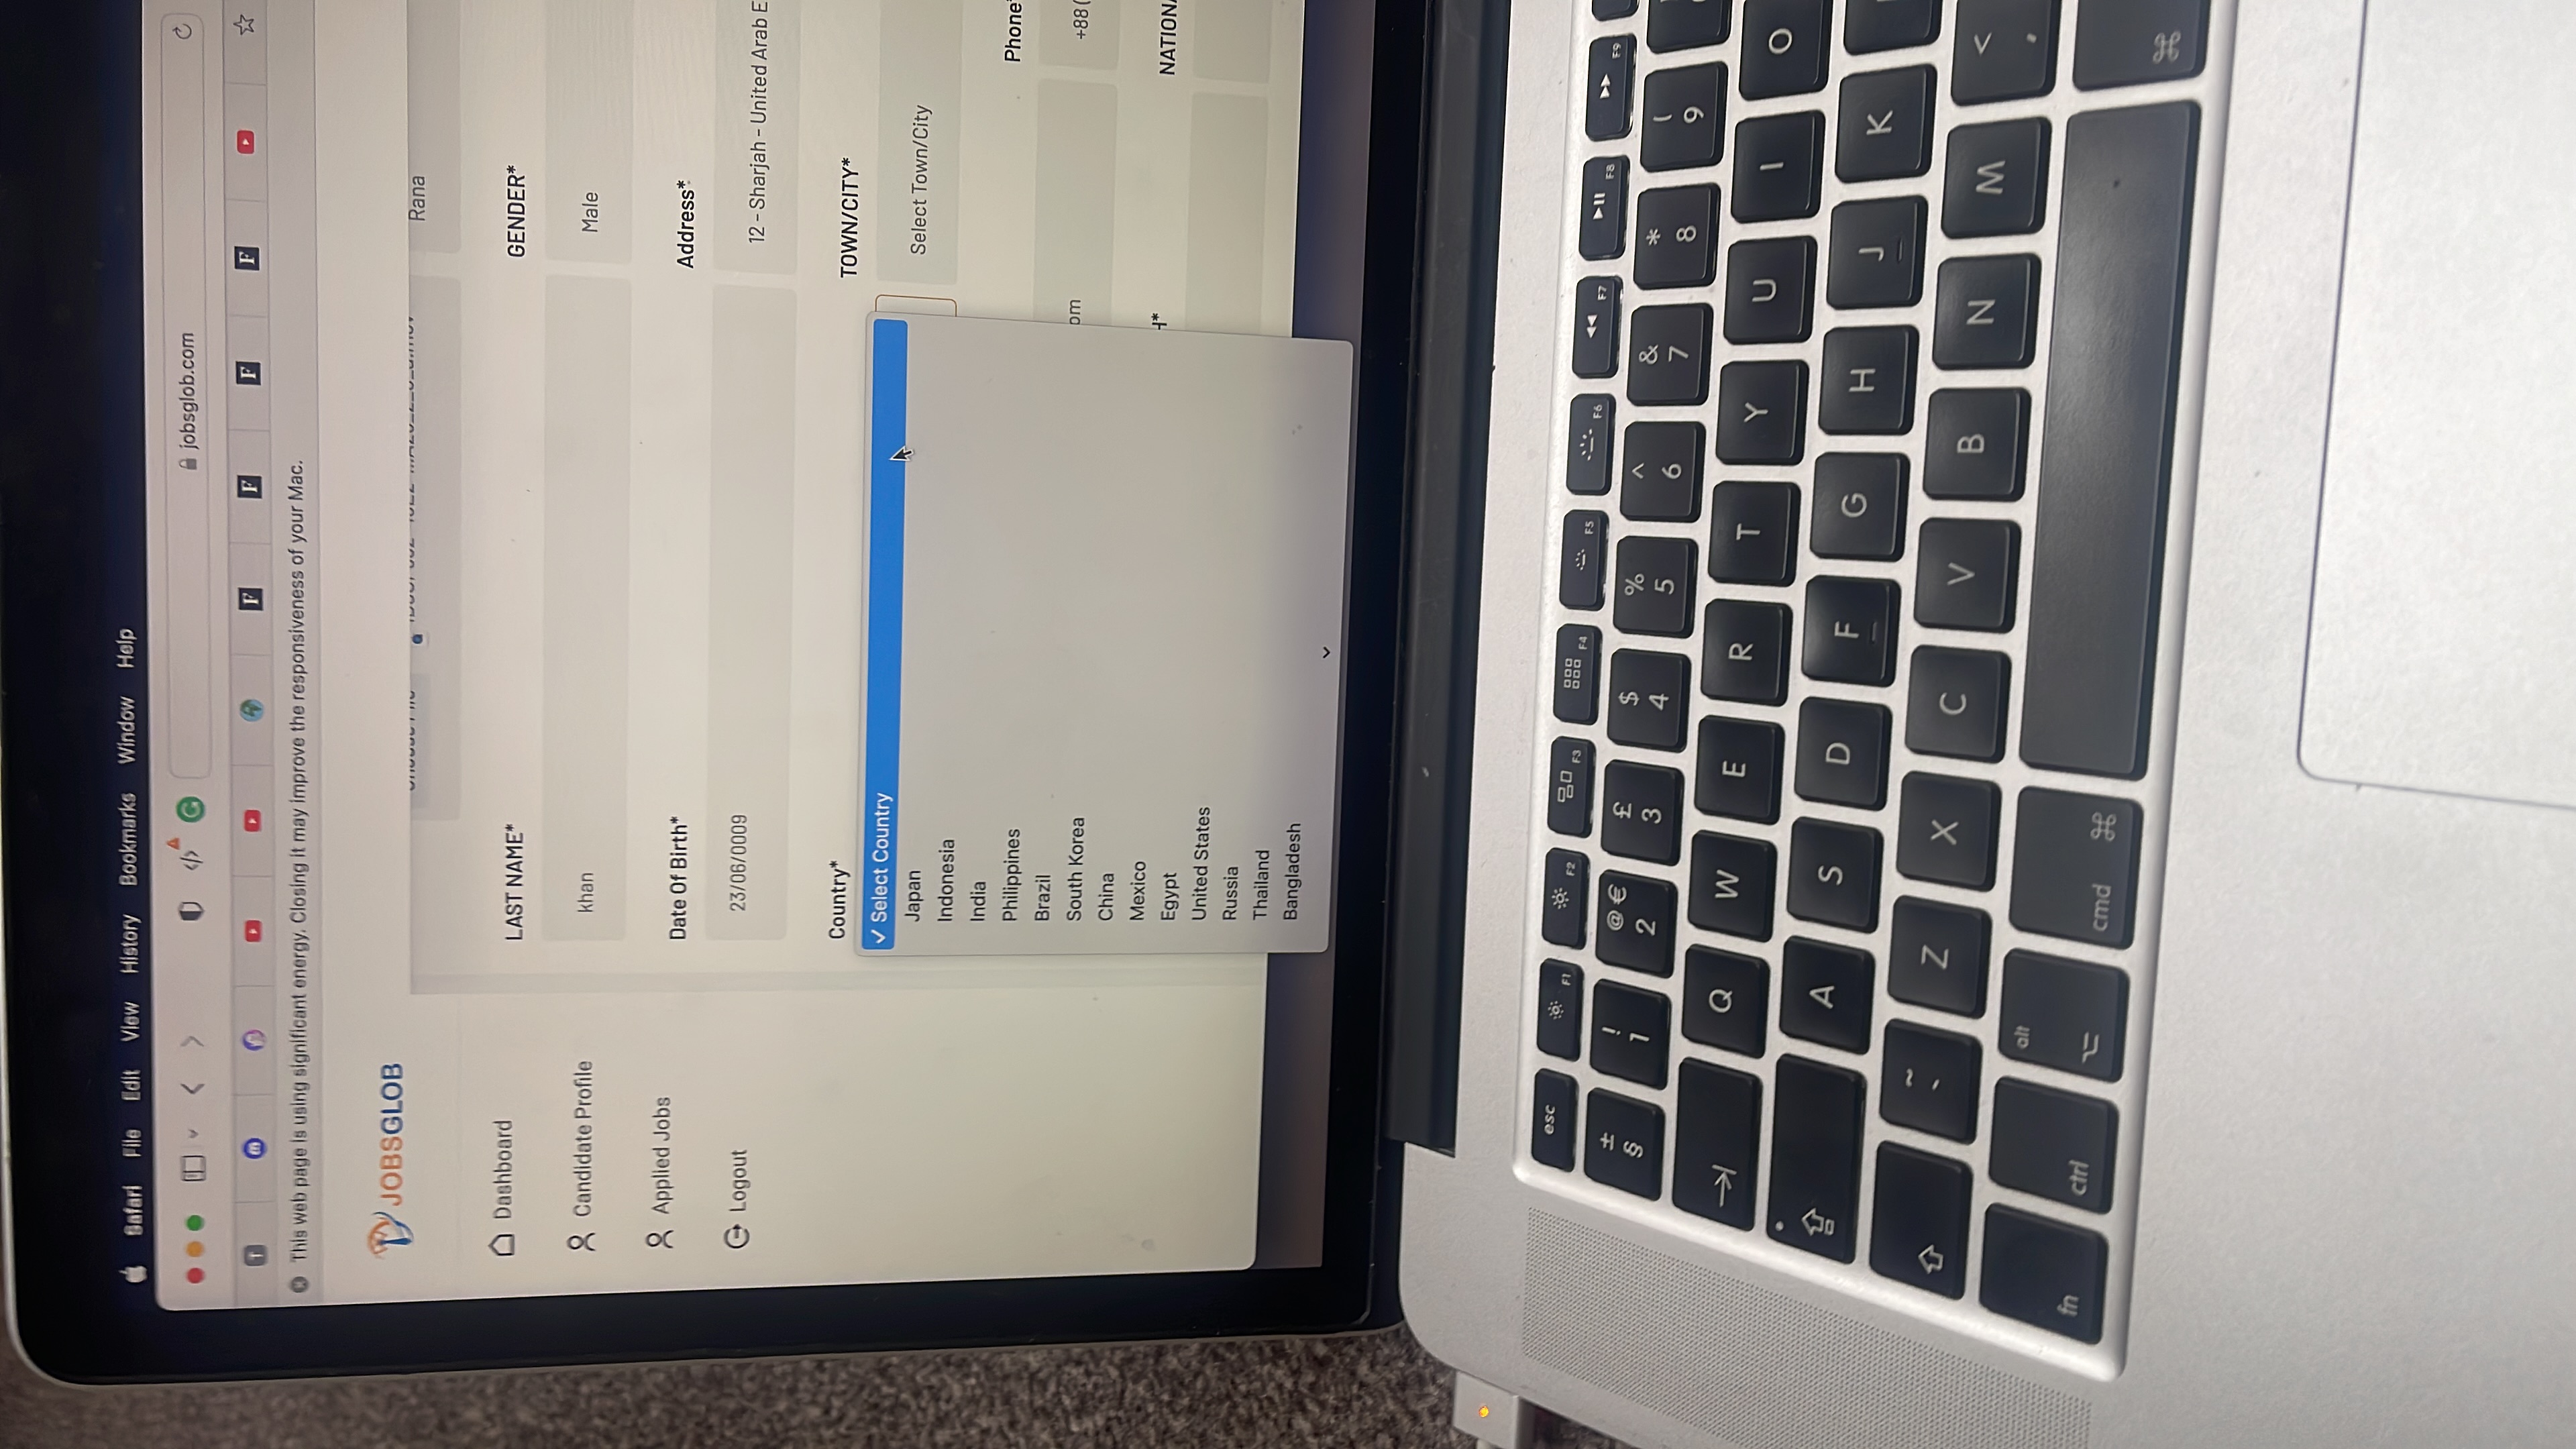 Safari File Edit View History Bookmarks Window Help
jobsglob.com
This web page is using significant energy. Closing it may improve the responsiveness of your Mac.
JOBSGLOB
Rana
Dashboard
LAST NAME*
GENDER*
Candidate Profile
khan
Male
Applied Jobs
Date Of Birth*
Address*
Logout
23/06/0009
12 - Sharjah - United Arab E
Country*
TOWN/CITY*
✓ Select Country
Japan
Select Town/City
Indonesia
India
Philippines
Phone*
Brazil
South Korea
om
+88(
China
Mexico
H*
Egypt
NATION
United States
Russia
Thailand
Bangladesh
esc F1 F2 F3 F4 F5 F6 F7 F8 F9
± § ! 1 @ € 2 £ 3 $ 4 % 5 ^ 6 & 7 * 8 ( 9
Q W E R T Y U I O
A S D F G H J K
~ ` Z X C V B N M < ,
fn ctrl alt ⌥ cmd ⌘ ⌘